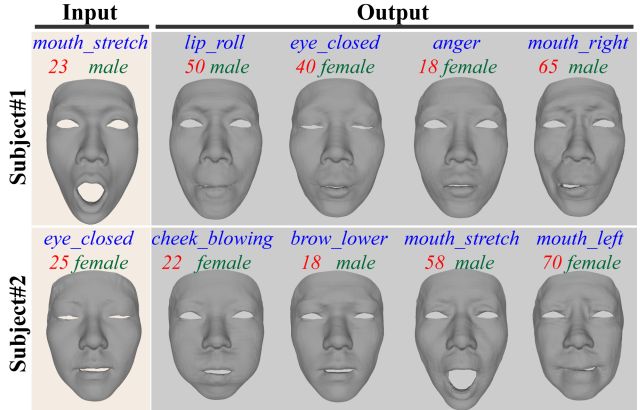 Input Output
mouth_stretch lip_roll eye_closed anger mouth_right
23 male 50 male 40 female 18 female 65 male
Subject#1
eye_closed cheek_blowing brow_lower mouth_stretch mouth_left
25 female 22 female 18 male 58 male 70 female
Subject#2